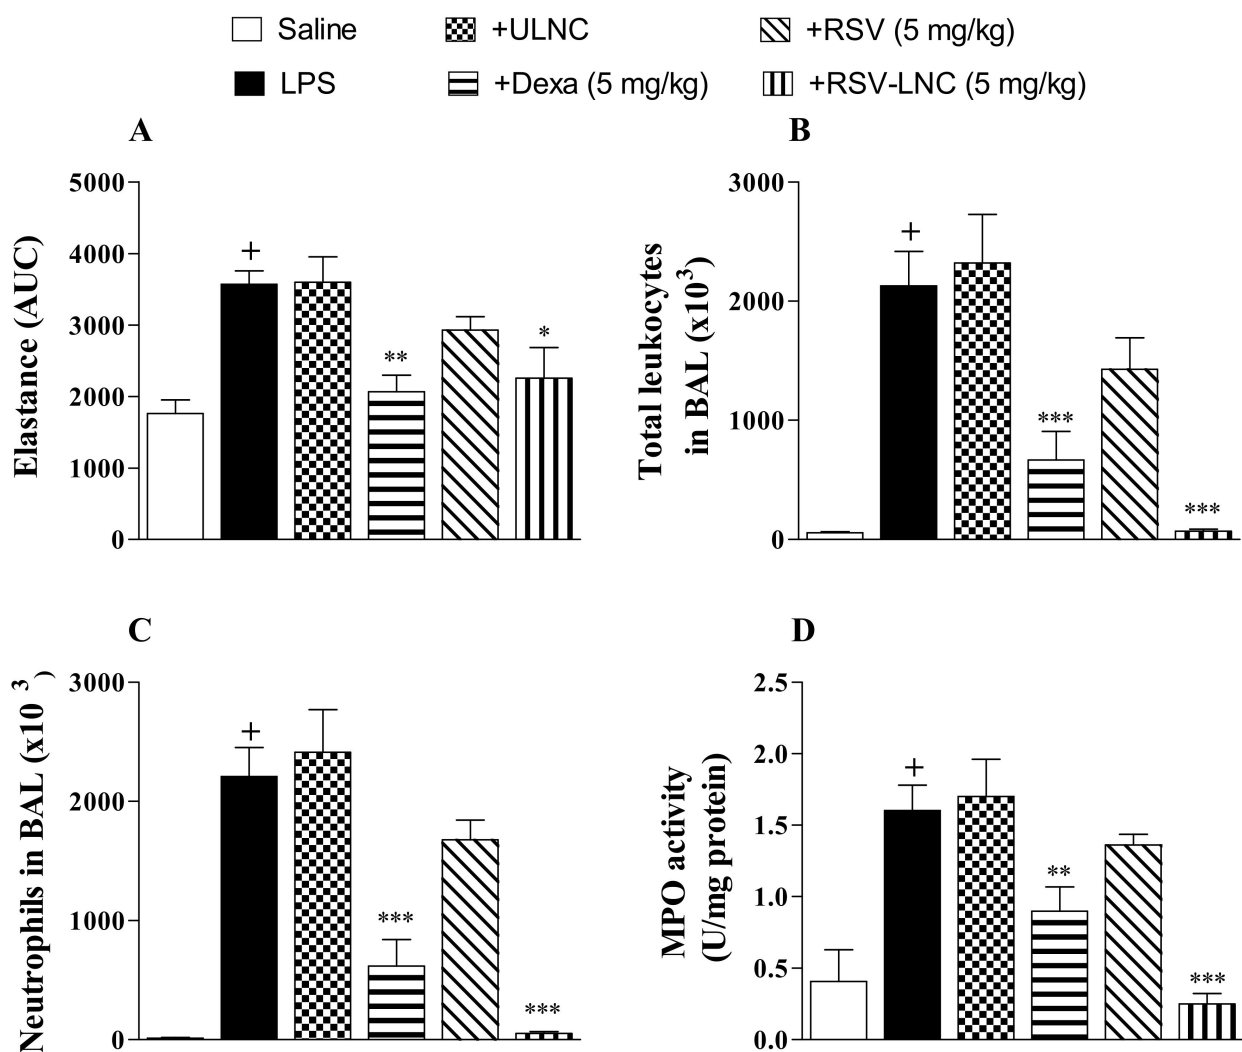 Saline +ULNC +RSV (5 mg/kg)
LPS +Dexa (5 mg/kg) +RSV-LNC (5 mg/kg)
A
Elastance (AUC)
5000
4000
3000
2000
1000
0
+
**
*
B
Total leukocytes
in BAL (x10³)
3000
2000
1000
0
+
***
***
C
Neutrophils in BAL (x10³)
3000
2000
1000
0
+
***
***
D
MPO activity
(U/mg protein)
2.5
2.0
1.5
1.0
0.5
0.0
+
**
***